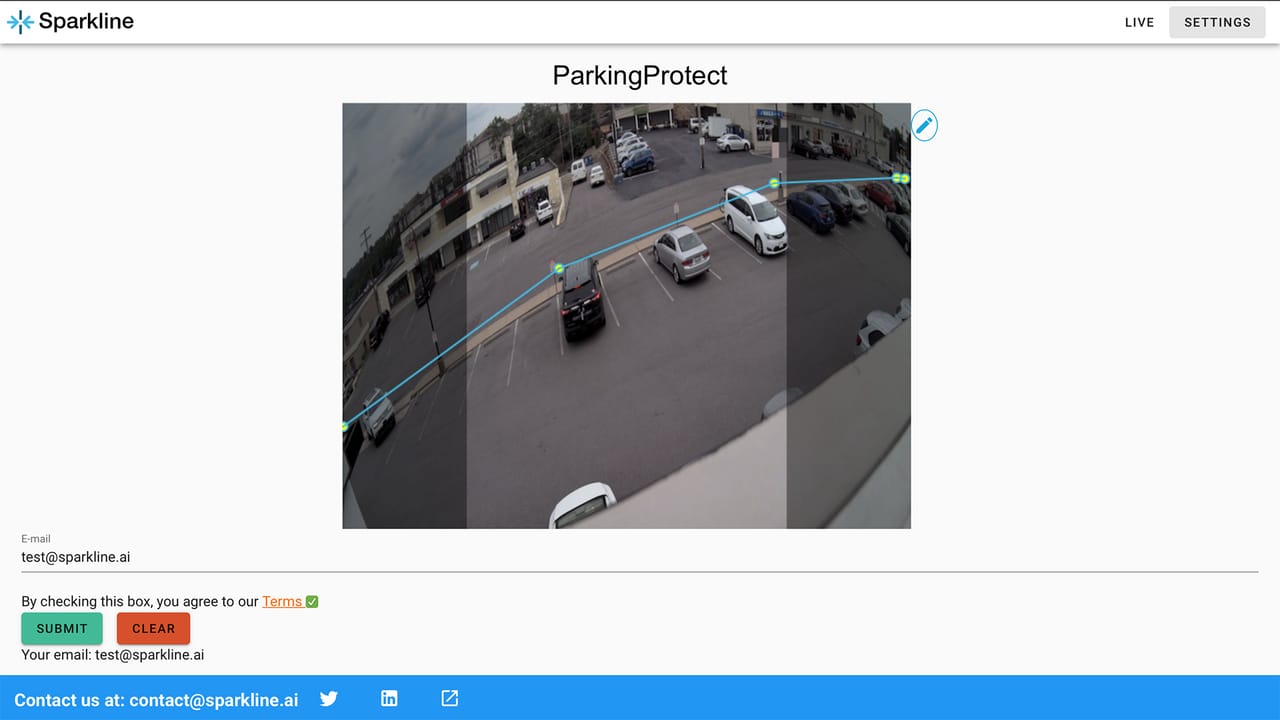 Sparkline
LIVE
SETTINGS
ParkingProtect
E-mail
test@sparkline.ai
By checking this box, you agree to our Terms ✅
SUBMIT
CLEAR
Your email: test@sparkline.ai
Contact us at: contact@sparkline.ai